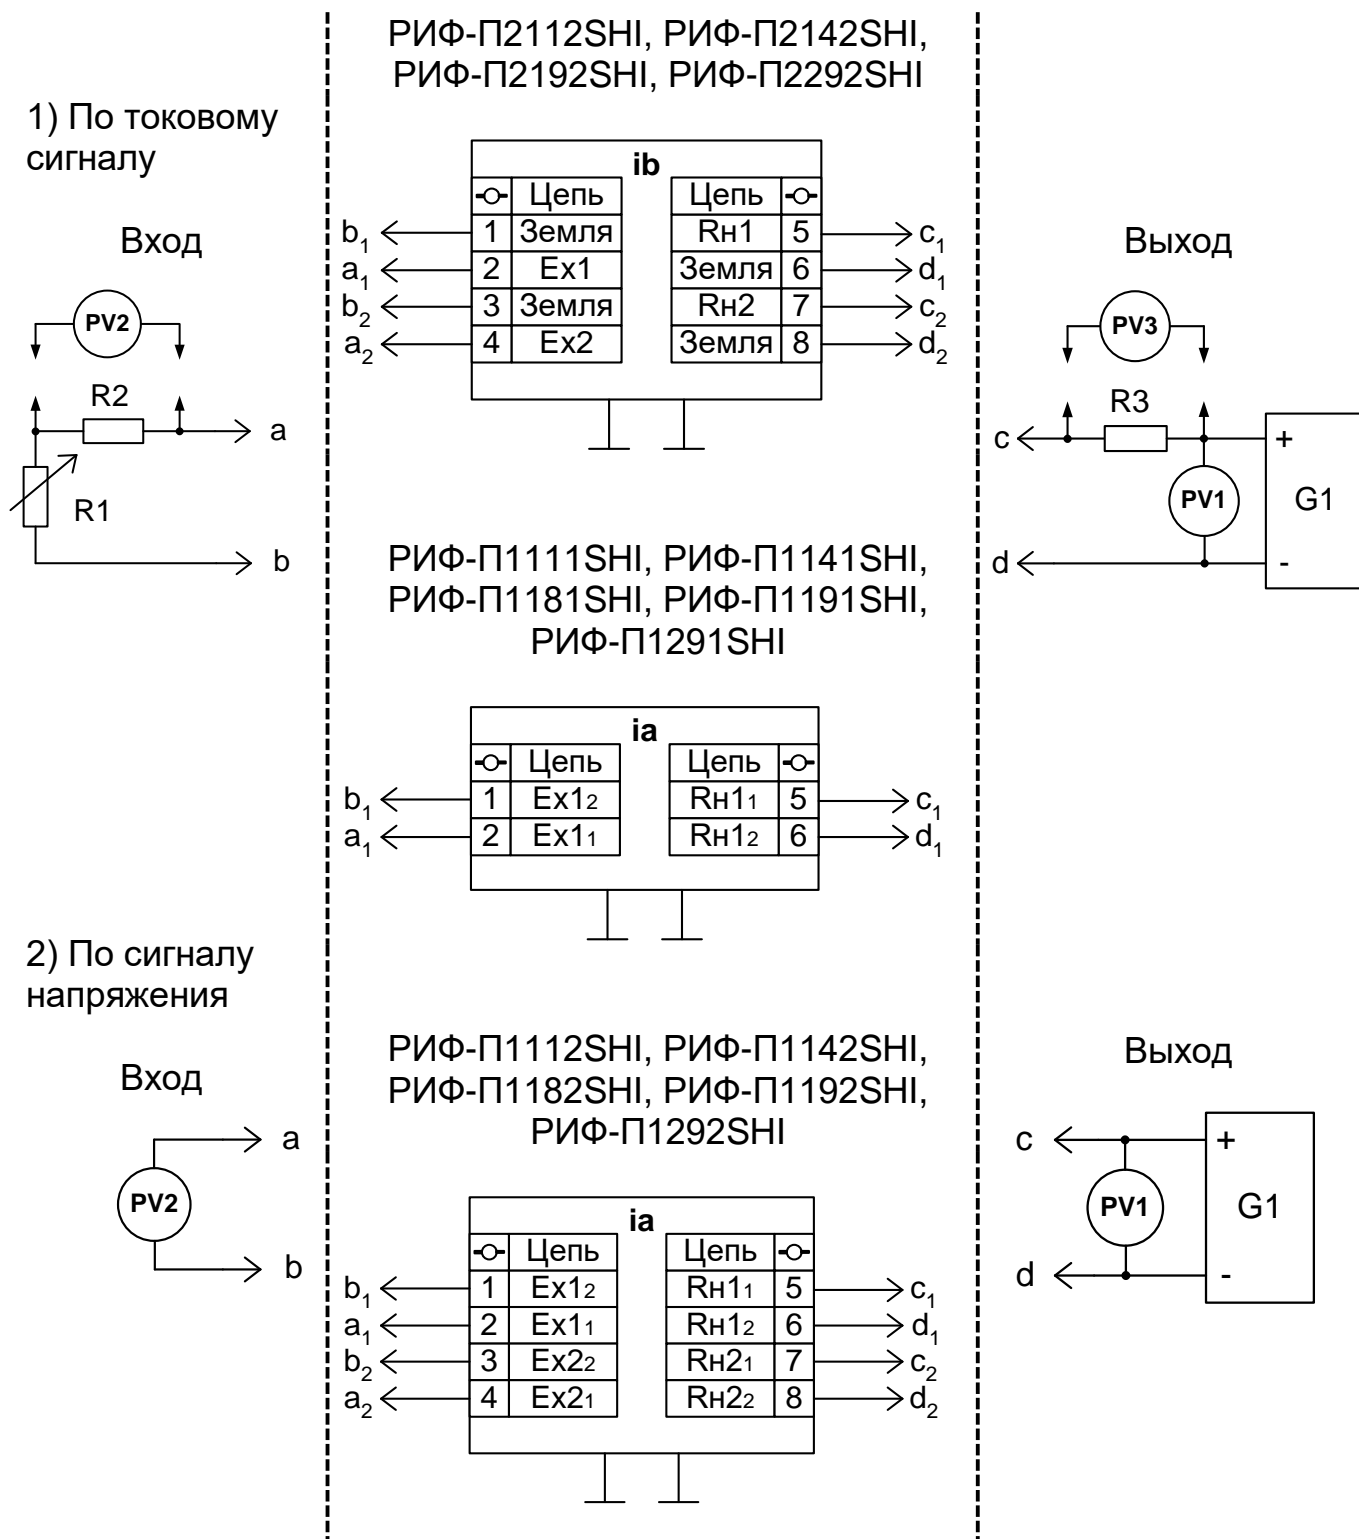 РИФ-П2112SHI, РИФ-П2142SHI,
РИФ-П2192SHI, РИФ-П2292SHI
1) По токовому
сигналу
Вход
PV2
R2
a
R1
b
ib
Цепь Цепь
b1 1 Земля Rн1 5 c1
a1 2 Ex1 Земля 6 d1
b2 3 Земля Rн2 7 c2
a2 4 Ex2 Земля 8 d2
Выход
PV3
R3
c +
PV1 G1
d -
РИФ-П1111SHI, РИФ-П1141SHI,
РИФ-П1181SHI, РИФ-П1191SHI,
РИФ-П1291SHI
ia
Цепь Цепь
b1 1 Ex12 Rн11 5 c1
a1 2 Ex11 Rн12 6 d1
2) По сигналу
напряжения
Вход
a
PV2
b
РИФ-П1112SHI, РИФ-П1142SHI,
РИФ-П1182SHI, РИФ-П1192SHI,
РИФ-П1292SHI
ia
Цепь Цепь
b1 1 Ex12 Rн11 5 c1
a1 2 Ex11 Rн12 6 d1
b2 3 Ex22 Rн21 7 c2
a2 4 Ex21 Rн22 8 d2
Выход
c +
PV1 G1
d -